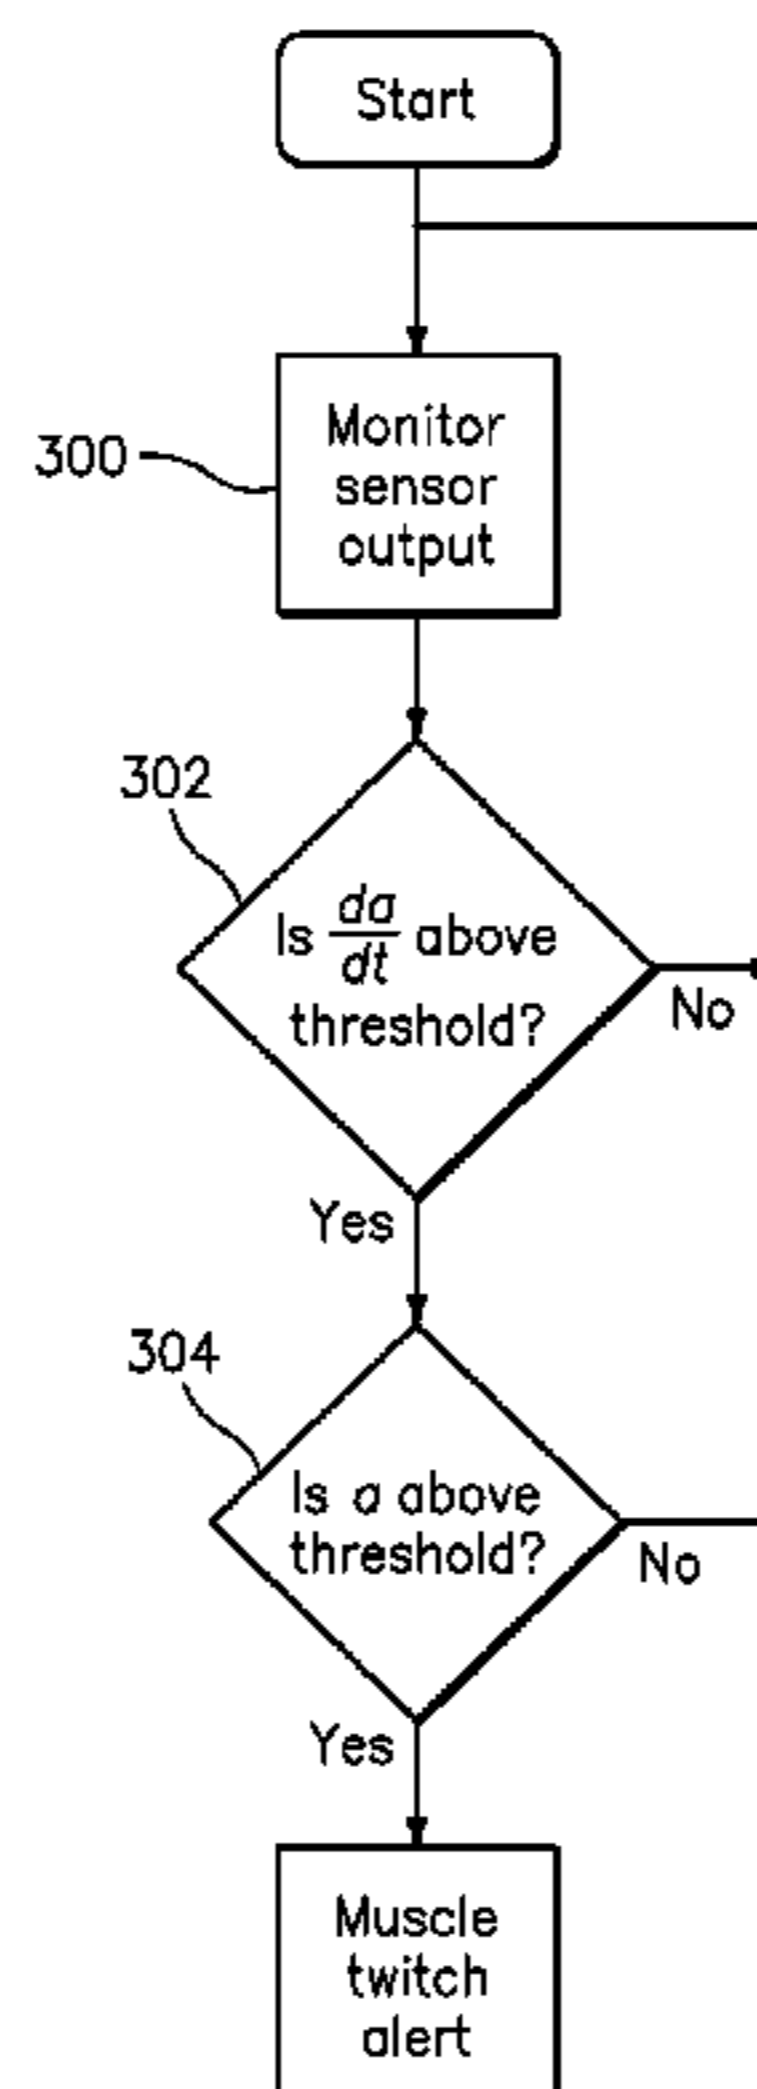 Start
300
Monitor
sensor
output
302
Is da/dt above
threshold?
No
Yes
304
Is a above
threshold?
No
Yes
Muscle
twitch
alert